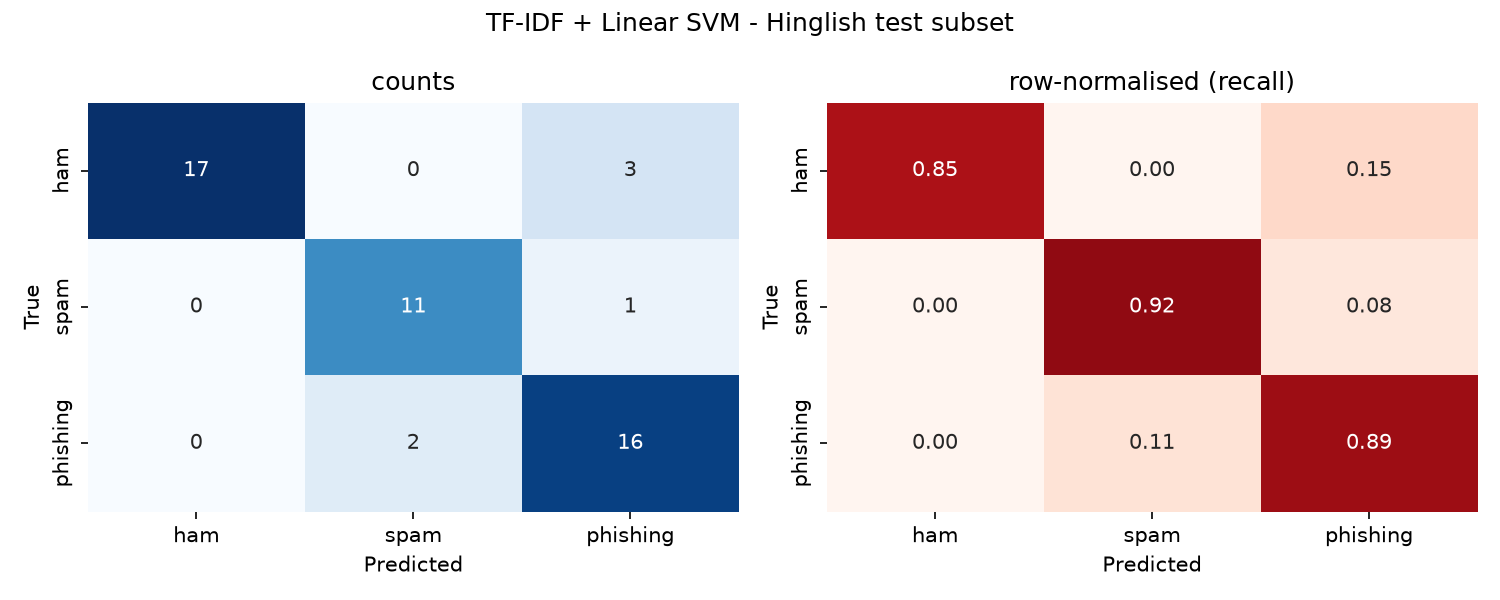 TF-IDF + Linear SVM - Hinglish test subset
counts
True
ham
17 0 3
spam
0 11 1
phishing
0 2 16
ham spam phishing
Predicted
row-normalised (recall)
True
ham
0.85 0.00 0.15
spam
0.00 0.92 0.08
phishing
0.00 0.11 0.89
ham spam phishing
Predicted